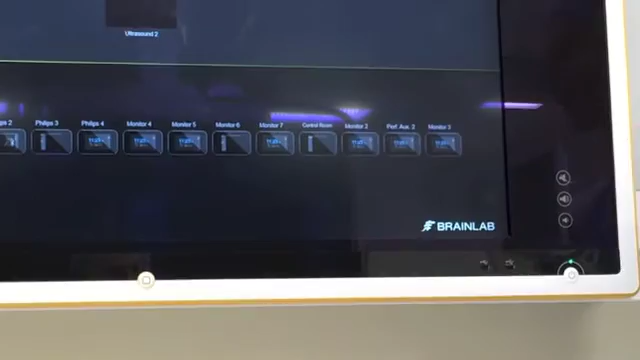 Ultrasound 2
Philips 3
Philips 4
Monitor 4
Monitor 5
Monitor 6
Monitor 7
Control Room
Monitor 2
Perf. Aux. 2
Monitor 3
BRAINLAB